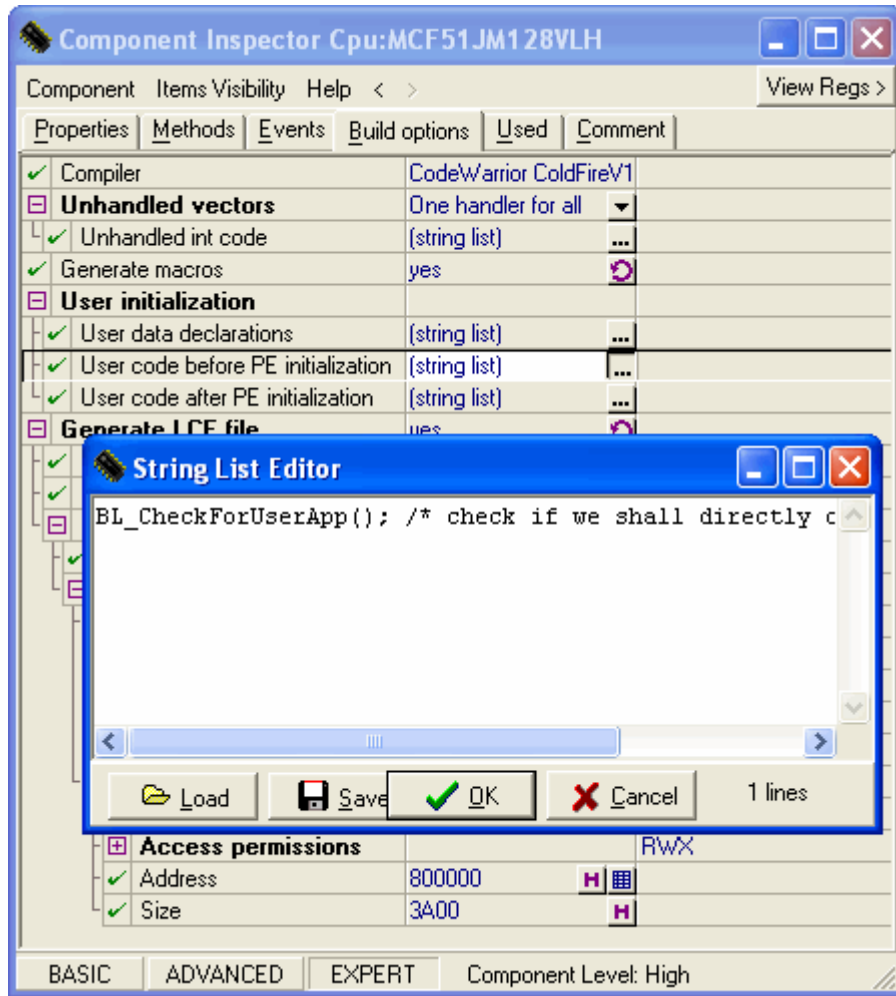 Component Inspector Cpu:MCF51JM128VLH
Component Items Visibility Help < > View Regs >
Properties Methods Events Build options Used Comment
Compiler CodeWarrior ColdFireV1
Unhandled vectors One handler for all
Unhandled int code (string list) ...
Generate macros yes
User initialization
User data declarations (string list) ...
User code before PE initialization (string list) ...
User code after PE initialization (string list) ...
Generate LCF file yes
String List Editor
BL_CheckForUserApp(); /* check if we shall directly
Load Save OK Cancel 1 lines
Access permissions RWX
Address 800000 H
Size 3A00 H
BASIC ADVANCED EXPERT Component Level: High